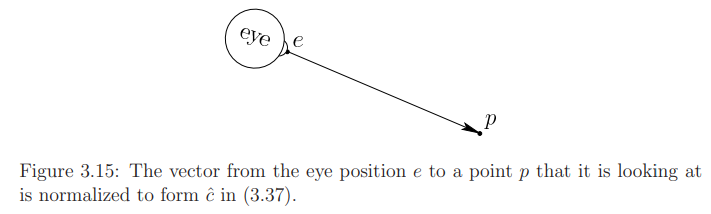 eye
e
p
Figure 3.15: The vector from the eye position e to a point p that it is looking at
is normalized to form ĉ in (3.37).